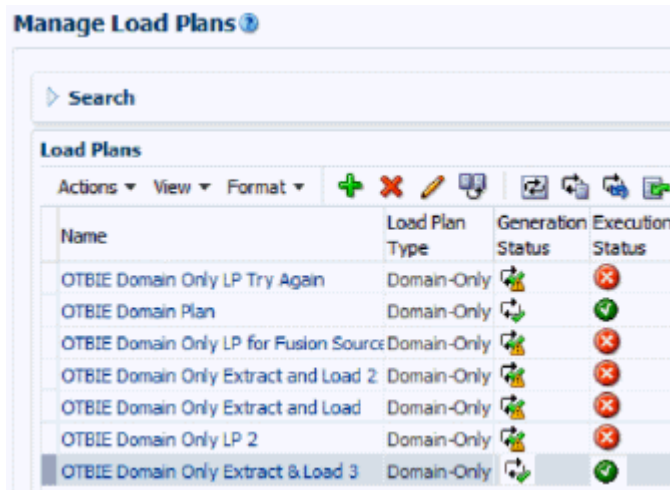 Manage Load Plans
Search
Load Plans
Actions View Format
Name Load Plan Type Generation Status Execution Status
OTBIE Domain Only LP Try Again Domain-Only
OTBIE Domain Plan Domain-Only
OTBIE Domain Only LP for Fusion Source Domain-Only
OTBIE Domain Only Extract and Load 2 Domain-Only
OTBIE Domain Only Extract and Load Domain-Only
OTBIE Domain Only LP 2 Domain-Only
OTBIE Domain Only Extract & Load 3 Domain-Only